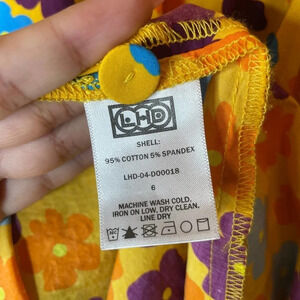 LHD
SHELL:
95% COTTON 5% SPANDEX
LHD-04-D00018
6
MACHINE WASH COLD,
IRON ON LOW, DRY CLEAN,
LINE DRY